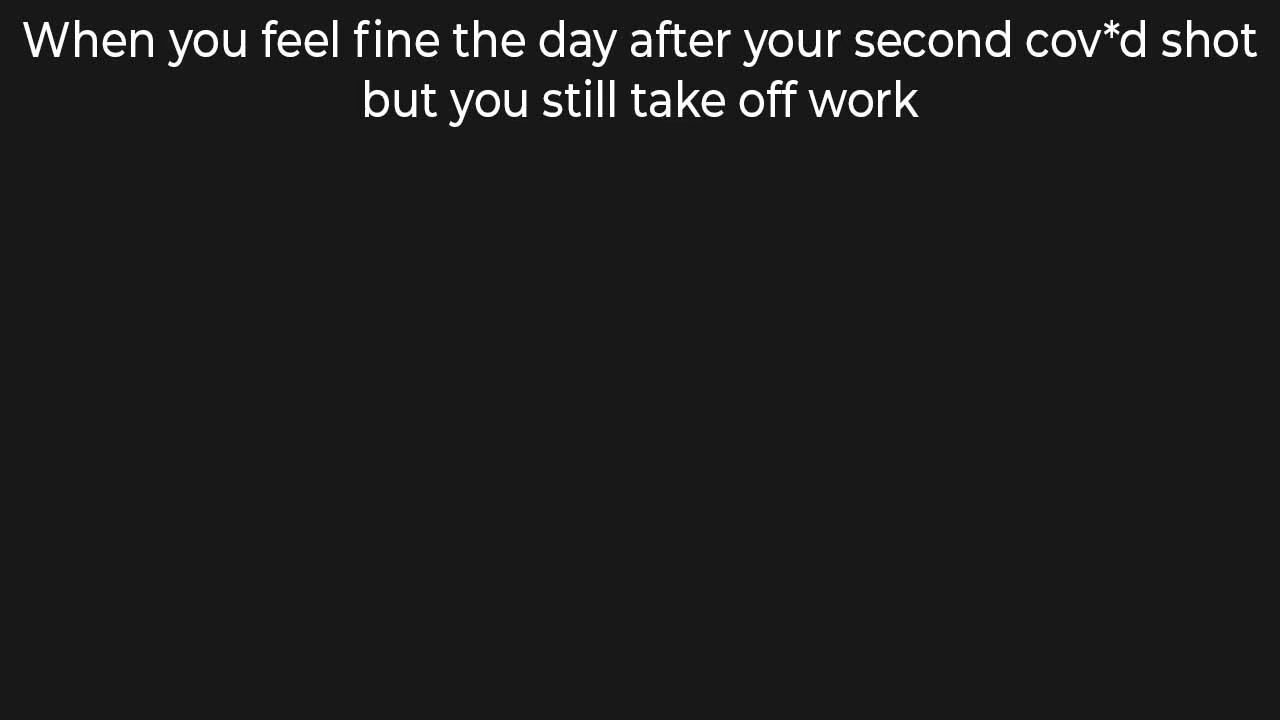 When you feel fine the day after your second cov*d shot
but you still take off work